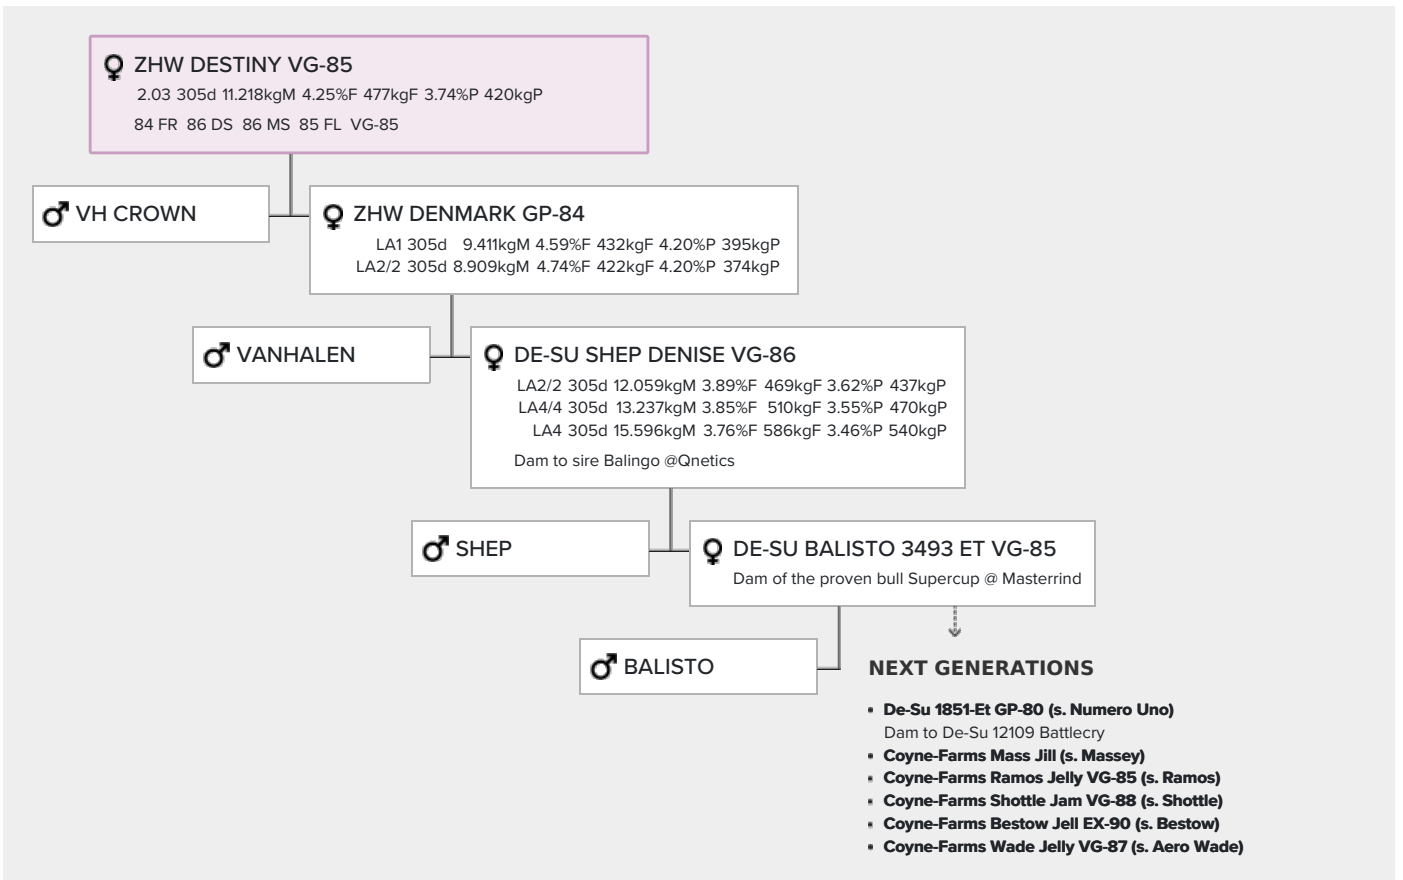 ZHW DESTINY VG-85
2.03 305d 11.218kgM 4.25%F 477kgF 3.74%P 420kgP
84 FR 86 DS 86 MS 85 FL VG-85
VH CROWN
ZHW DENMARK GP-84
LA1 305d 9.411kgM 4.59%F 432kgF 4.20%P 395kgP
LA2/2 305d 8.909kgM 4.74%F 422kgF 4.20%P 374kgP
VANHALEN
DE-SU SHEP DENISE VG-86
LA2/2 305d 12.059kgM 3.89%F 469kgF 3.62%P 437kgP
LA4/4 305d 13.237kgM 3.85%F 510kgF 3.55%P 470kgP
LA4 305d 15.596kgM 3.76%F 586kgF 3.46%P 540kgP
Dam to sire Balingo @Qnetics
SHEP
DE-SU BALISTO 3493 ET VG-85
Dam of the proven bull Supercup @ Masterrind
BALISTO
NEXT GENERATIONS
• De-Su 1851-Et GP-80 (s. Numero Uno)
Dam to De-Su 12109 Battlecry
• Coyne-Farms Mass Jill (s. Massey)
• Coyne-Farms Ramos Jelly VG-85 (s. Ramos)
• Coyne-Farms Shottle Jam VG-88 (s. Shottle)
• Coyne-Farms Bestow Jell EX-90 (s. Bestow)
• Coyne-Farms Wade Jelly VG-87 (s. Aero Wade)